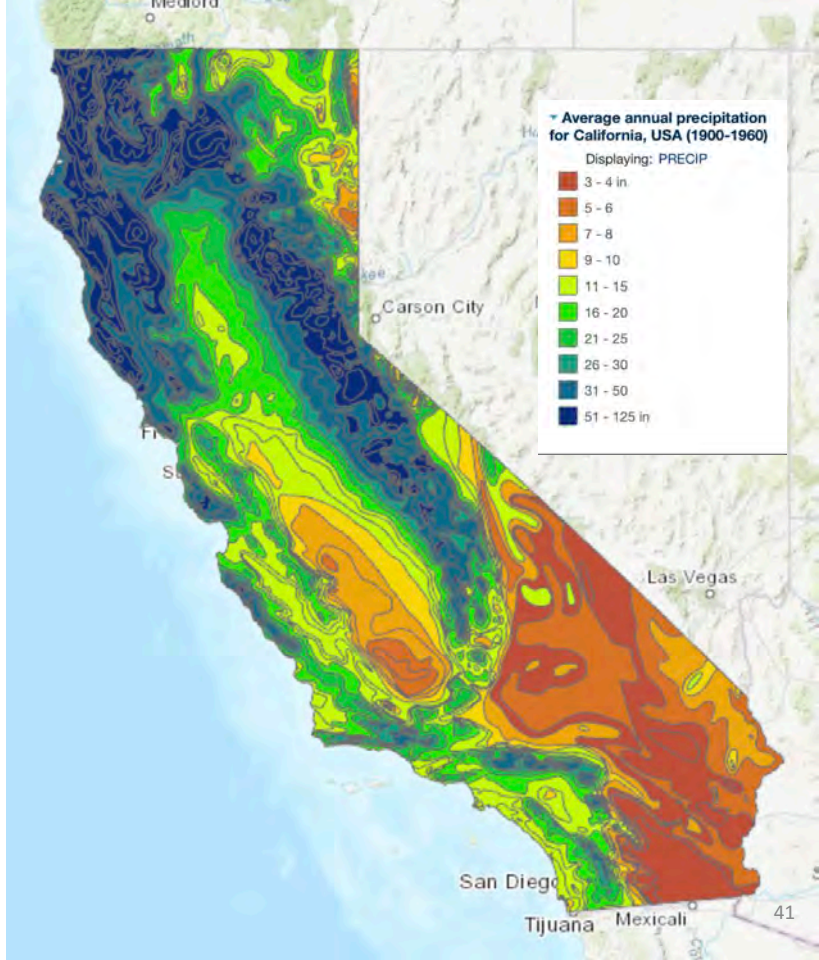 Medford
Average annual precipitation
for California, USA (1900-1960)
Displaying: PRECIP
3 - 4 in
5 - 6
7 - 8
9 - 10
11 - 15
16 - 20
21 - 25
26 - 30
31 - 50
51 - 125 in
Carson City
Las Vegas
San Diego
Tijuana
Mexicali
41